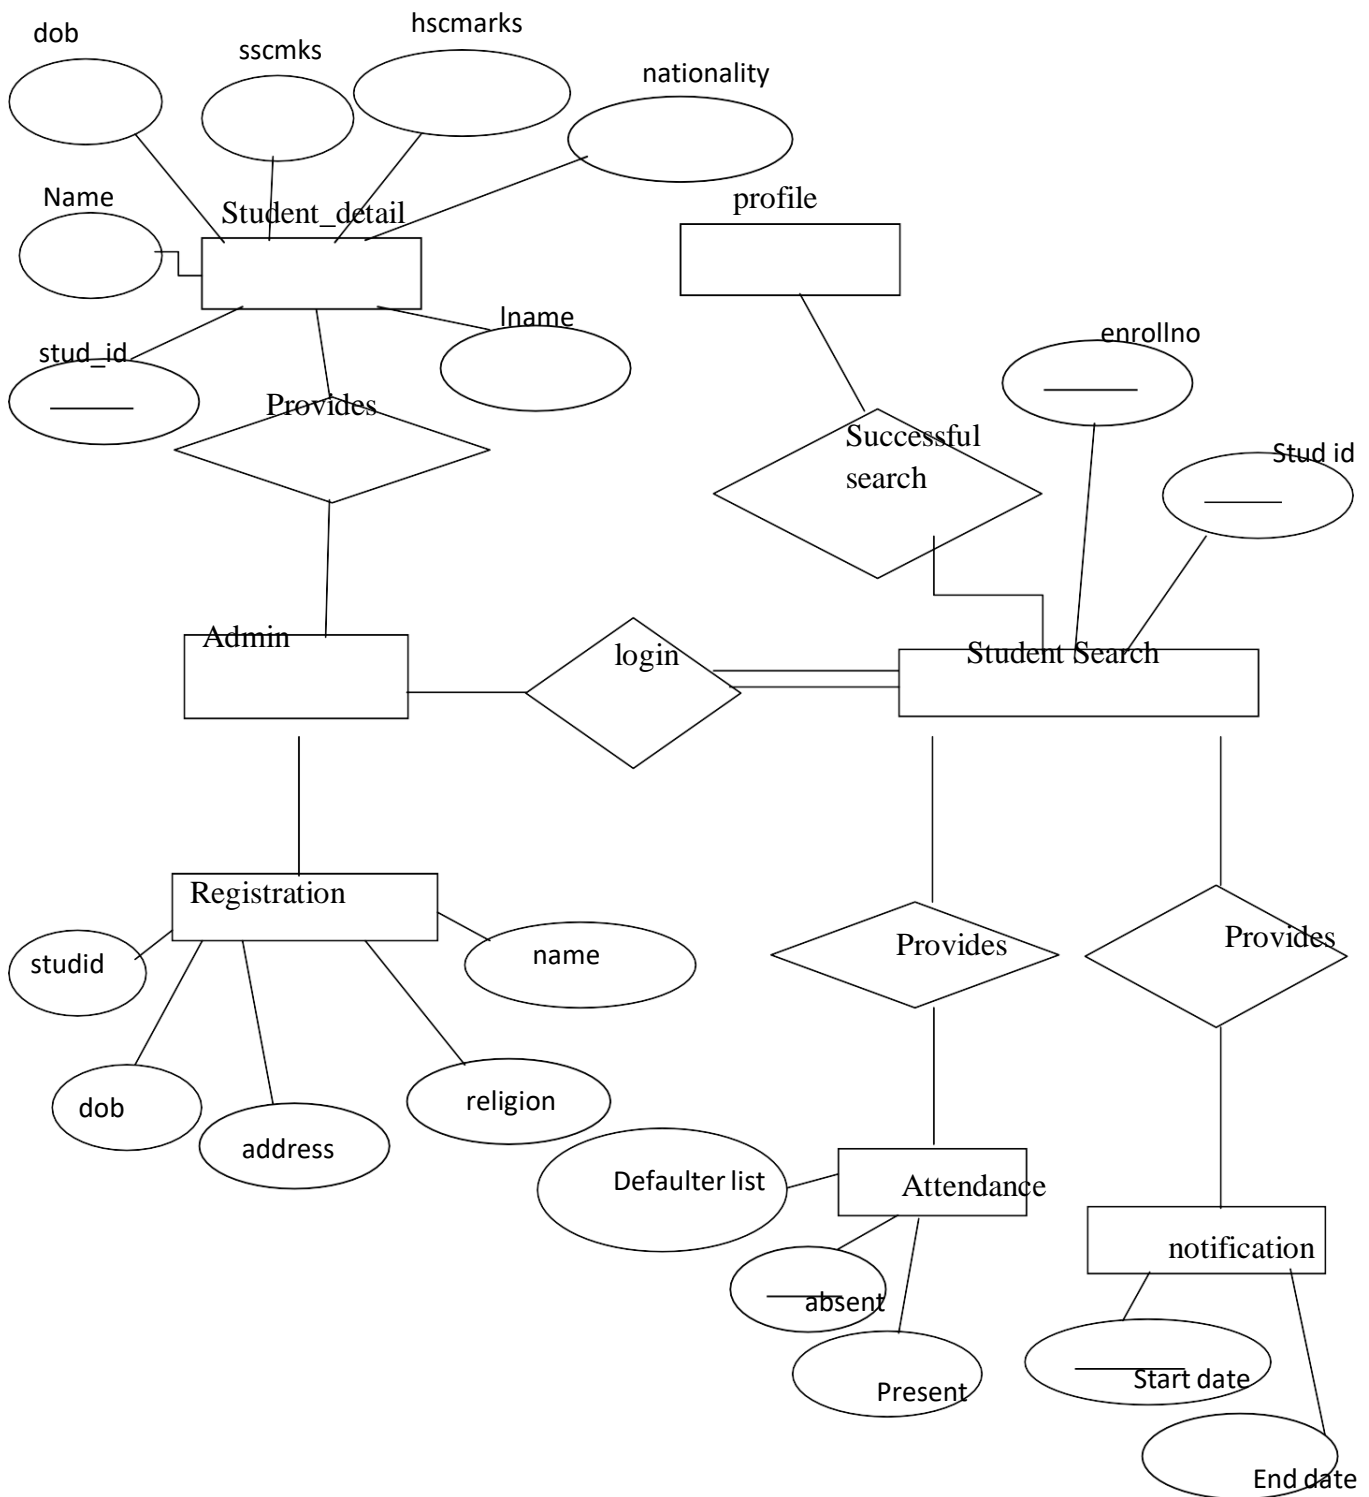 dob
sscmks
hscmarks
nationality
Name
Student_detail
profile
stud_id
lname
enrollno
Provides
Successful
search
Stud id
Admin
login
Student Search
Registration
studid
name
Provides
Provides
dob
address
religion
Defaulter list
Attendance
notification
absent
Present
Start date
End date